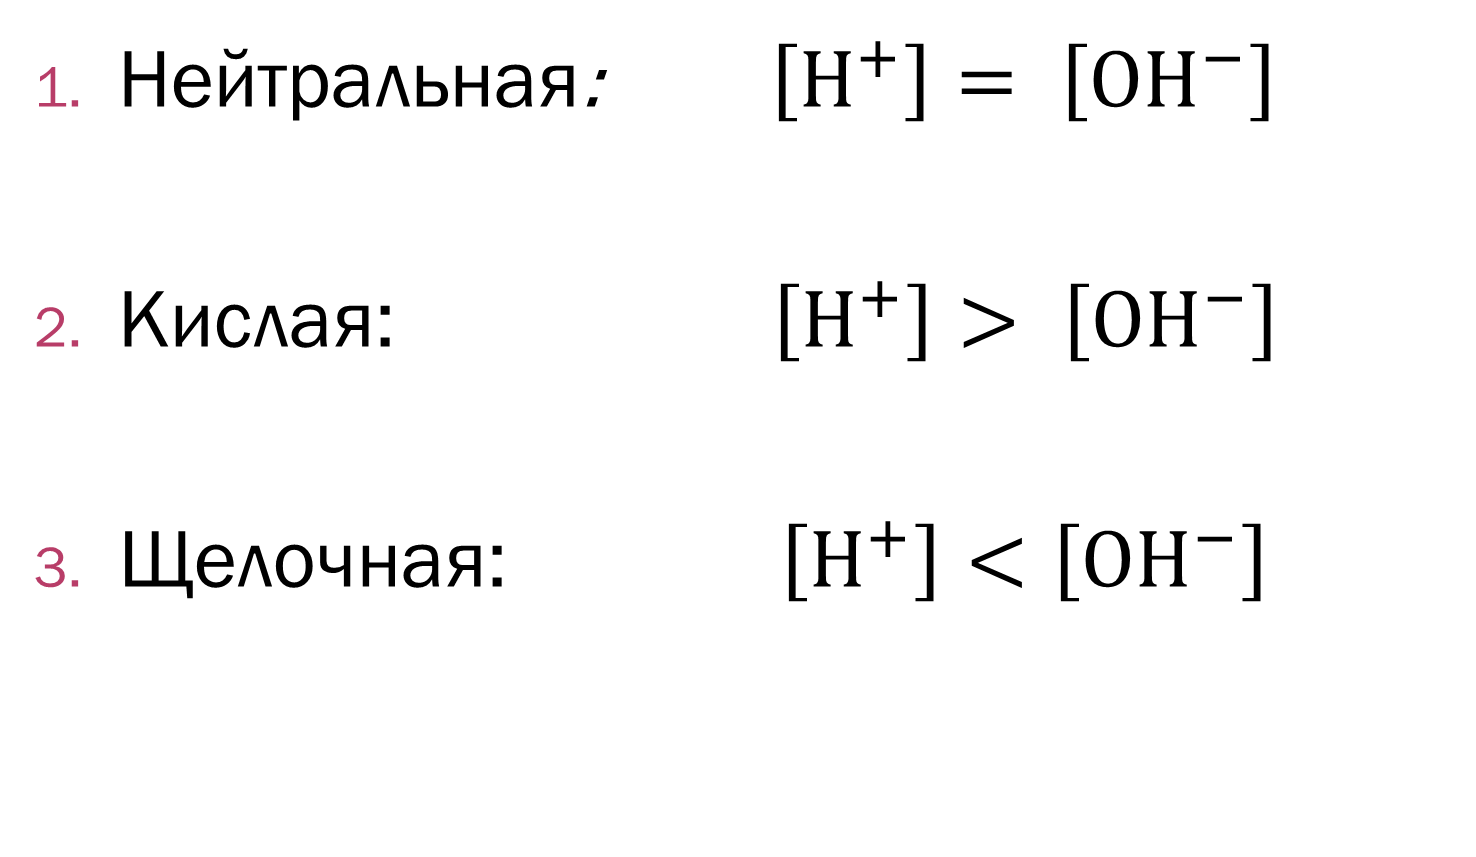 1. Нейтральная: [H⁺] = [OH⁻]
2. Кислая: [H⁺] > [OH⁻]
3. Щелочная: [H⁺] < [OH⁻]